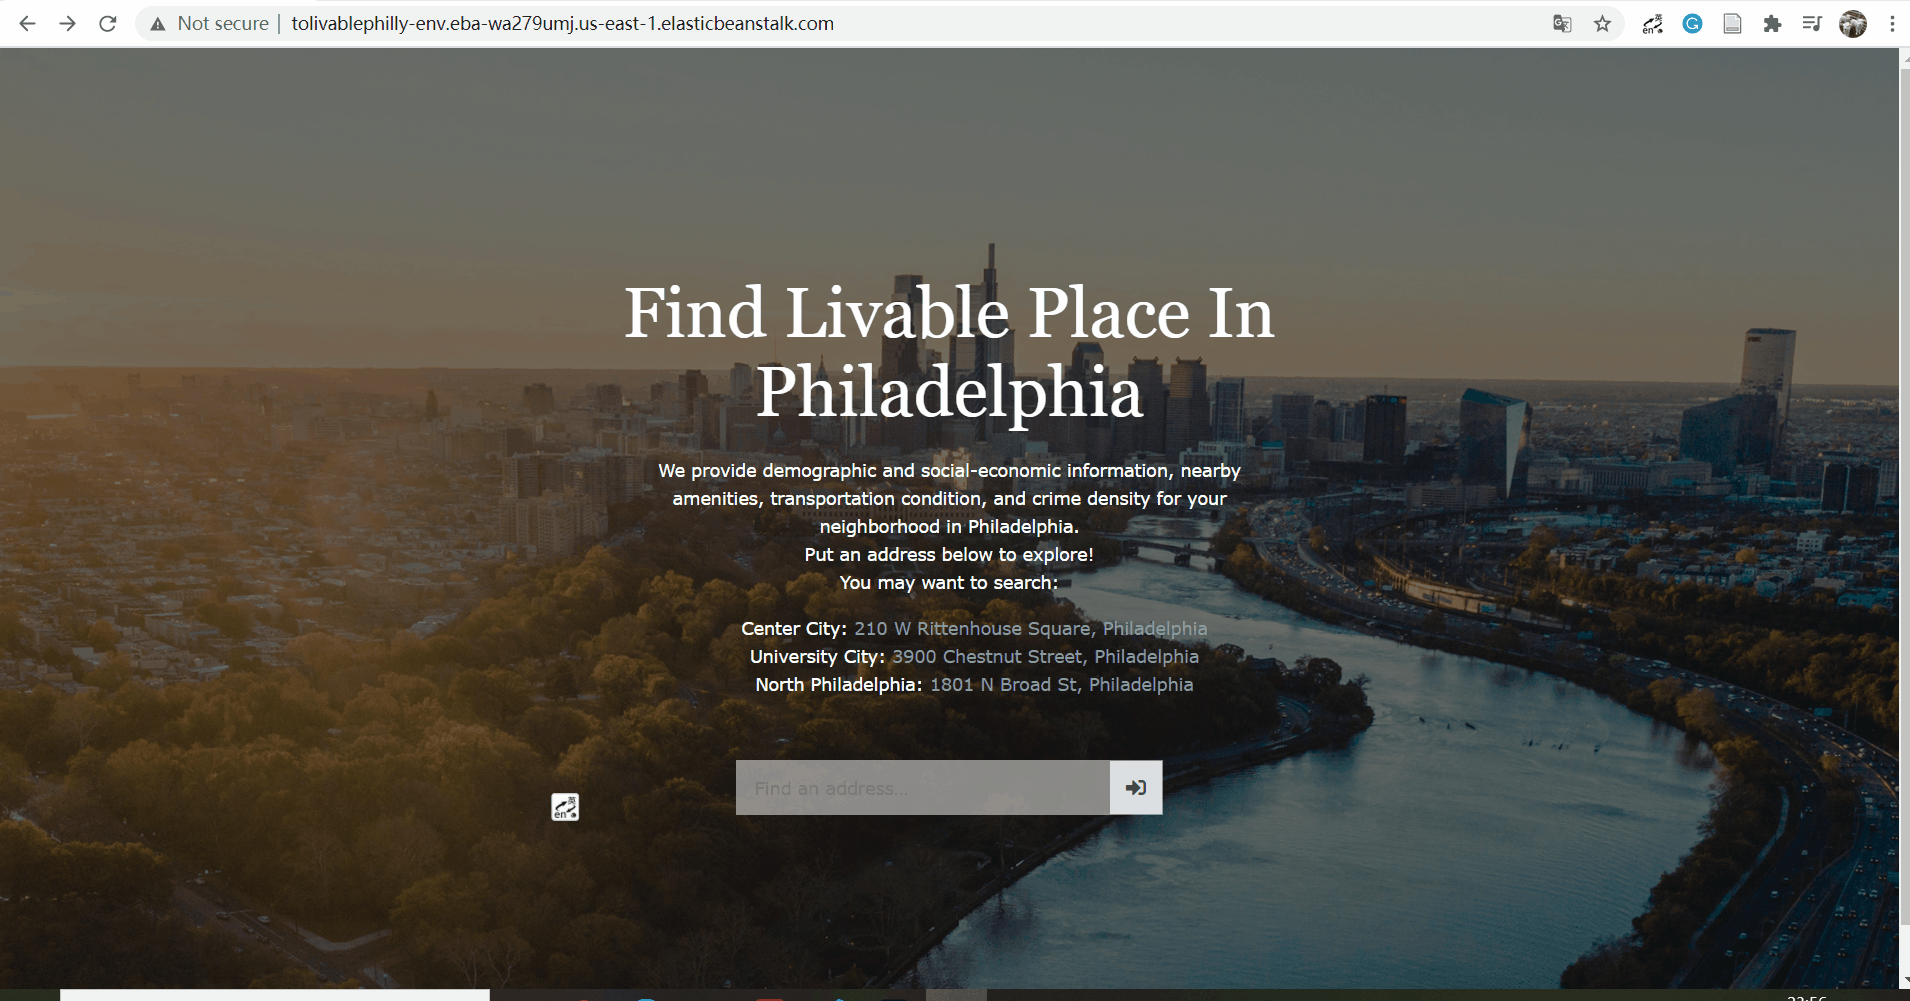 Not secure | tolivablephilly-env.eba-wa279umj.us-east-1.elasticbeanstalk.com
Find Livable Place In
Philadelphia
We provide demographic and social-economic information, nearby
amenities, transportation condition, and crime density for your
neighborhood in Philadelphia.
Put an address below to explore!
You may want to search:
Center City: 210 W Rittenhouse Square, Philadelphia
University City: 3900 Chestnut Street, Philadelphia
North Philadelphia: 1801 N Broad St, Philadelphia
Find an address...
英
en